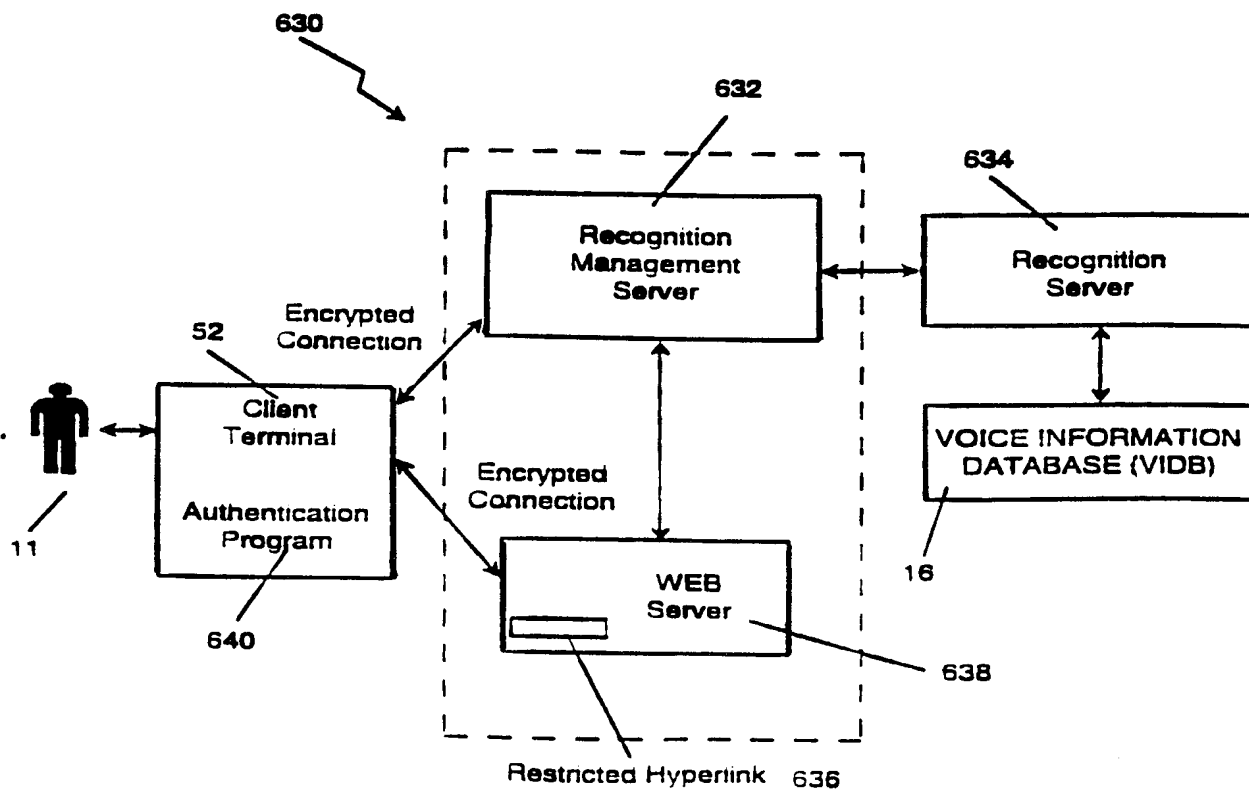 630
632
634
Recognition
Management
Server
Recognition
Server
Encrypted
Connection
52
Client
Terminal
VOICE INFORMATION
DATABASE (VIDB)
Encrypted
Connection
Authentication
Program
11
16
WEB
Server
640
638
Restricted Hyperlink 636